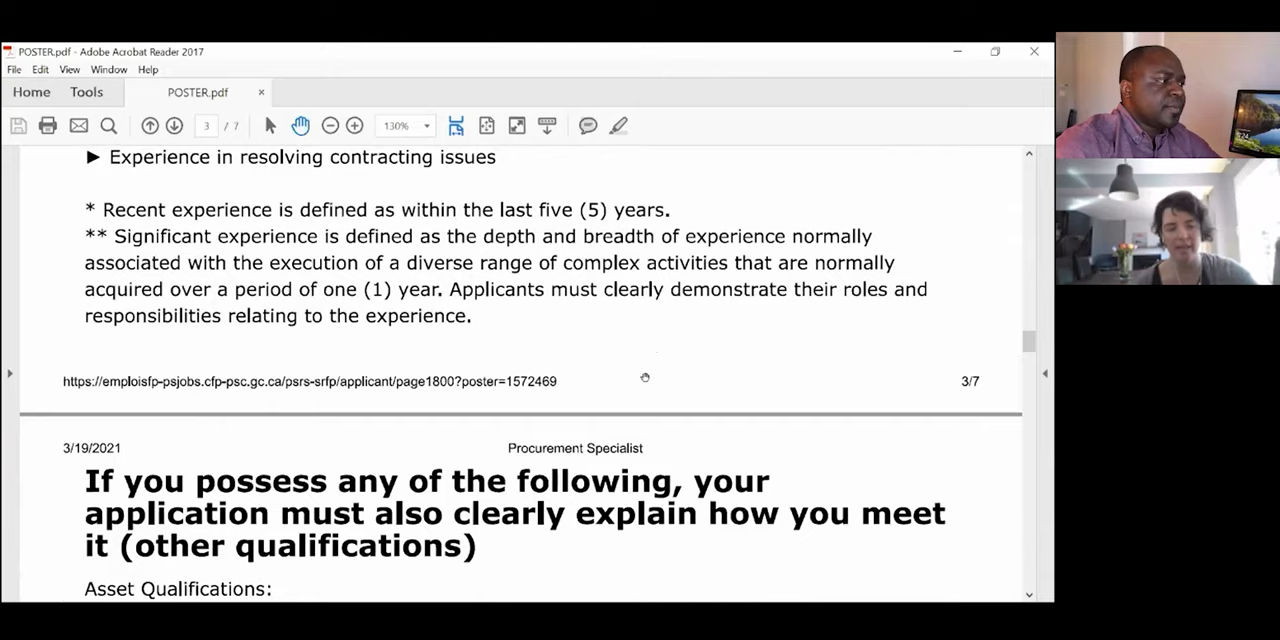 POSTER.pdf - Adobe Acrobat Reader 2017
File Edit View Window Help
Home Tools POSTER.pdf ×
3 / 7 130%
► Experience in resolving contracting issues
* Recent experience is defined as within the last five (5) years.
** Significant experience is defined as the depth and breadth of experience normally
associated with the execution of a diverse range of complex activities that are normally
acquired over a period of one (1) year. Applicants must clearly demonstrate their roles and
responsibilities relating to the experience.
https://emploisfp-psjobs.cfp-psc.gc.ca/psrs-srfp/applicant/page1800?poster=1572469 3/7
3/19/2021 Procurement Specialist
If you possess any of the following, your
application must also clearly explain how you meet
it (other qualifications)
Asset Qualifications: